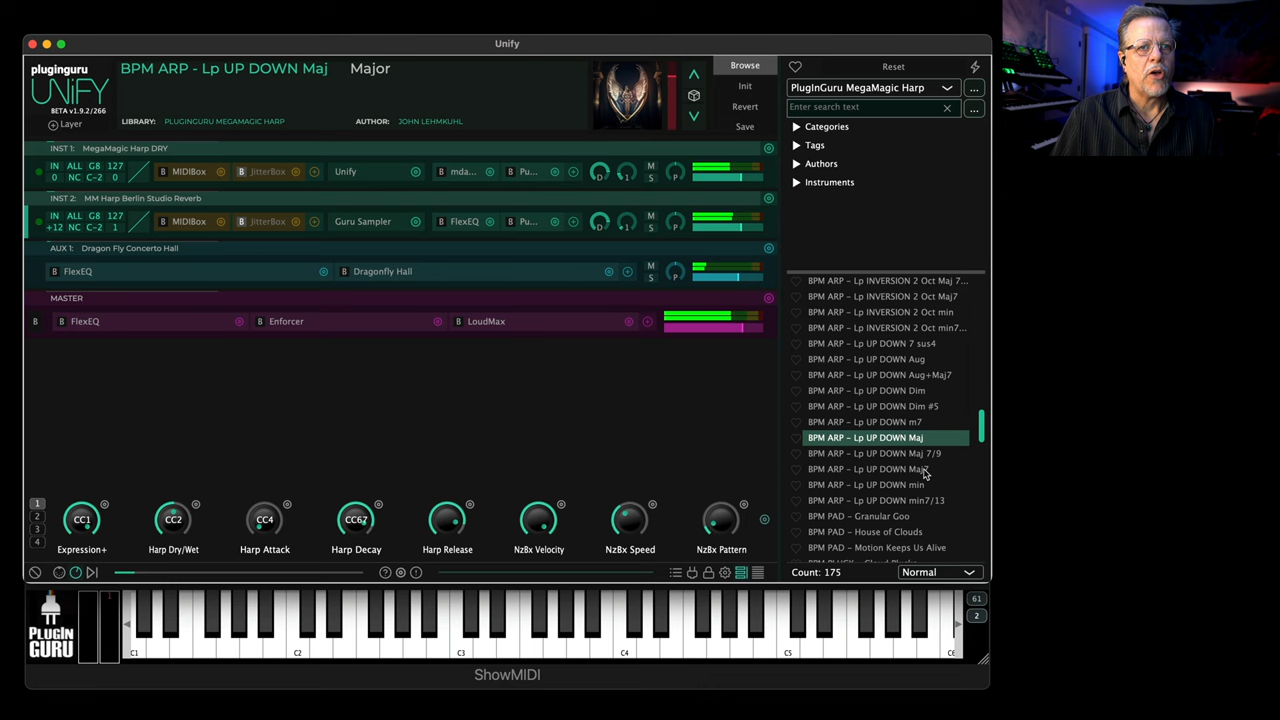 Unify
pluginguru
UNiFY
BETA v1.9.2/266
Layer
BPM ARP - Lp UP DOWN Maj Major
LIBRARY: PLUGINGURU MEGAMAGIC HARP AUTHOR: JOHN LEHMKUHL
Browse
Init
Revert
Save
Reset
PlugInGuru MegaMagic Harp ...
Enter search text ...
Categories
Tags
Authors
Instruments
INST 1: MegaMagic Harp DRY
IN ALL G8 127
0 NC C-2 0
B MIDIBox B JitterBox Unify B mda... B Pu... D 1 M S P
INST 2: MM Harp Berlin Studio Reverb
IN ALL G8 127
+12 NC C-2 1
B MIDIBox B JitterBox Guru Sampler B FlexEQ B Pu... D 1 M S P
AUX 1: Dragon Fly Concerto Hall
B FlexEQ B Dragonfly Hall M S P
MASTER
B B FlexEQ B Enforcer B LoudMax
BPM ARP - Lp INVERSION 2 Oct Maj 7...
BPM ARP - Lp INVERSION 2 Oct Maj7
BPM ARP - Lp INVERSION 2 Oct min
BPM ARP - Lp INVERSION 2 Oct min7...
BPM ARP - Lp UP DOWN 7 sus4
BPM ARP - Lp UP DOWN Aug
BPM ARP - Lp UP DOWN Aug+Maj7
BPM ARP - Lp UP DOWN Dim
BPM ARP - Lp UP DOWN Dim #5
BPM ARP - Lp UP DOWN m7
BPM ARP - Lp UP DOWN Maj
BPM ARP - Lp UP DOWN Maj 7/9
BPM ARP - Lp UP DOWN Maj7
BPM ARP - Lp UP DOWN min
BPM ARP - Lp UP DOWN min7/13
BPM PAD - Granular Goo
BPM PAD - House of Clouds
BPM PAD - Motion Keeps Us Alive
Count: 175 Normal
1
2
3
4
CC1 CC2 CC4 CC67
Expression+ Harp Dry/Wet Harp Attack Harp Decay Harp Release NzBx Velocity NzBx Speed NzBx Pattern
PLUGIN
GURU
1
C1 C2 C3 C4 C5 C6
61
2
ShowMIDI